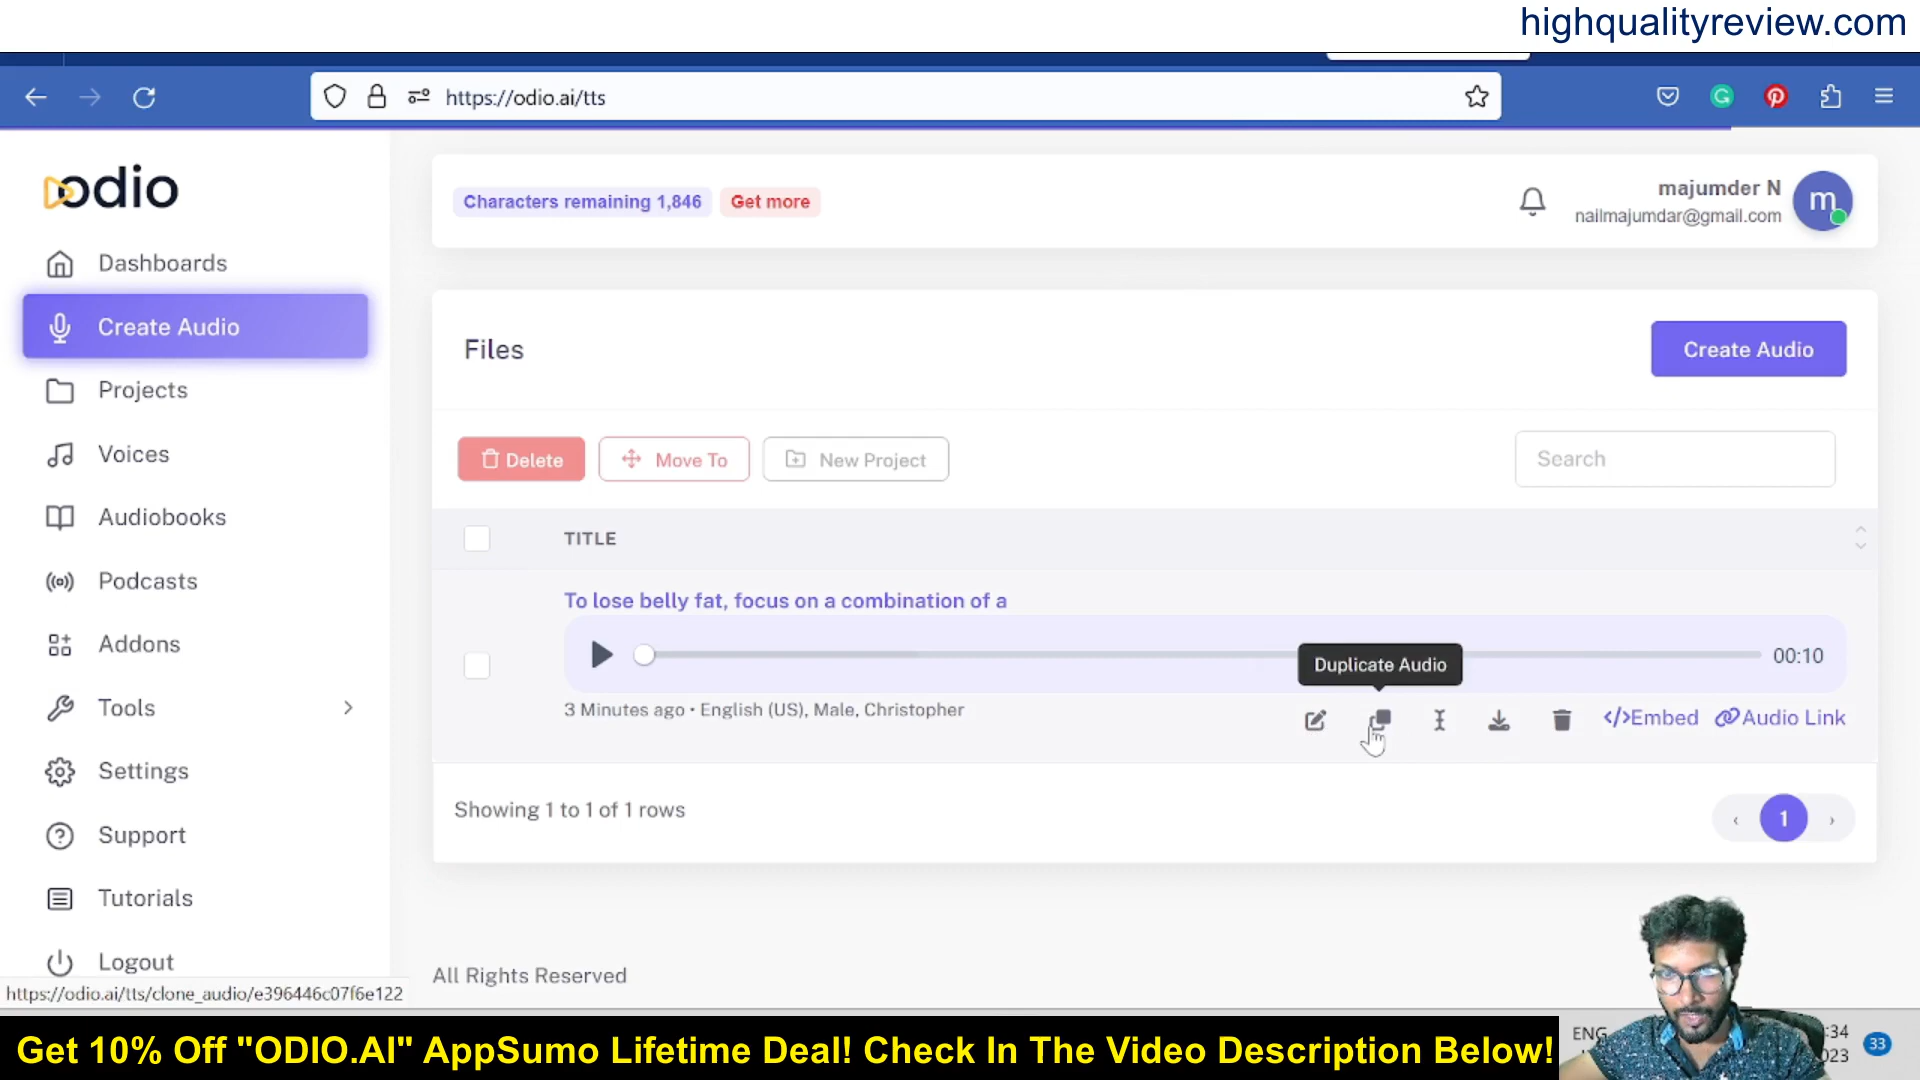 highqualityreview.com
https://odio.ai/tts
odio
Characters remaining 1,846
Get more
majumder N
nailmajumdar@gmail.com
m
Dashboards
Create Audio
Projects
Voices
Audiobooks
Podcasts
Addons
Tools
Settings
Support
Tutorials
Logout
Files
Create Audio
Delete
Move To
New Project
Search
TITLE
To lose belly fat, focus on a combination of a
00:10
Duplicate Audio
3 Minutes ago • English (US), Male, Christopher
</>Embed
Audio Link
Showing 1 to 1 of 1 rows
‹ 1 ›
All Rights Reserved
https://odio.ai/tts/clone_audio/e396446c07f6e122
Get 10% Off "ODIO.AI" AppSumo Lifetime Deal! Check In The Video Description Below!
ENG
:34
023
33